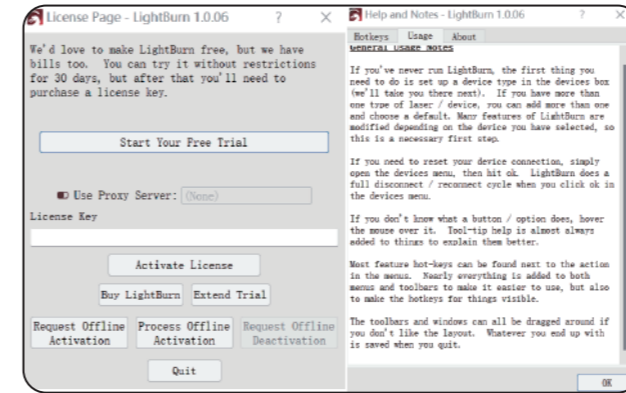 License Page - LightBurn 1.0.06 ? ×
We'd love to make LightBurn free, but we have
bills too. You can try it without restrictions
for 30 days, but after that you'll need to
purchase a license key.
Start Your Free Trial
Use Proxy Server: (None)
License Key
Activate License
Buy LightBurn Extend Trial
Request Offline Activation Process Offline Activation Request Offline Deactivation
Quit
Help and Notes - LightBurn 1.0.06 ? ×
Hotkeys Usage About
General Usage Notes
If you've never run LightBurn, the first thing you
need to do is set up a device type in the devices box
(we'll take you there next). If you have more than
one type of laser / device, you can add more than one
and choose a default. Many features of LightBurn are
modified depending on the device you have selected, so
this is a necessary first step.
If you need to reset your device connection, simply
open the devices menu, then hit ok. LightBurn does a
full disconnect / reconnect cycle when you click ok in
the devices menu.
If you don't know what a button / option does, hover
the mouse over it. Tool-tip help is almost always
added to things to explain them better.
Most feature hot-keys can be found next to the action
in the menus. Nearly everything is added to both
menus and toolbars to make it easier to use, but also
to make the hotkeys for things visible.
The toolbars and windows can all be dragged around if
you don't like the layout. Whatever you end up with
is saved when you quit.
OK